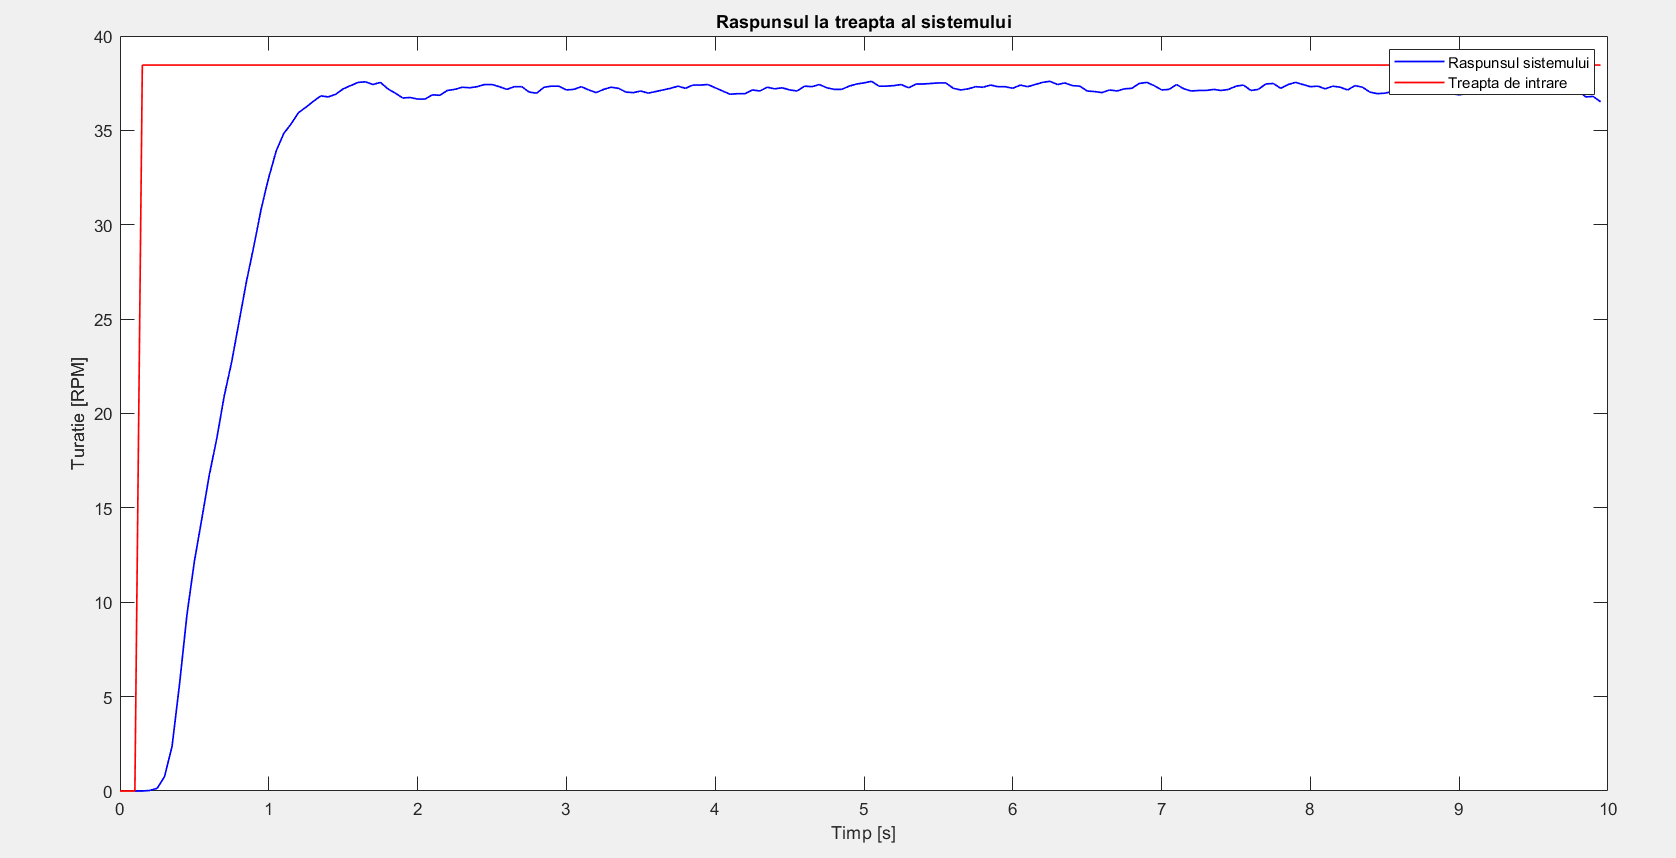 Raspunsul la treapta al sistemului
40
35
30
25
20
15
10
5
0
Turatie [RPM]
Raspunsul sistemului
Treapta de intrare
0 1 2 3 4 5 6 7 8 9 10
Timp [s]